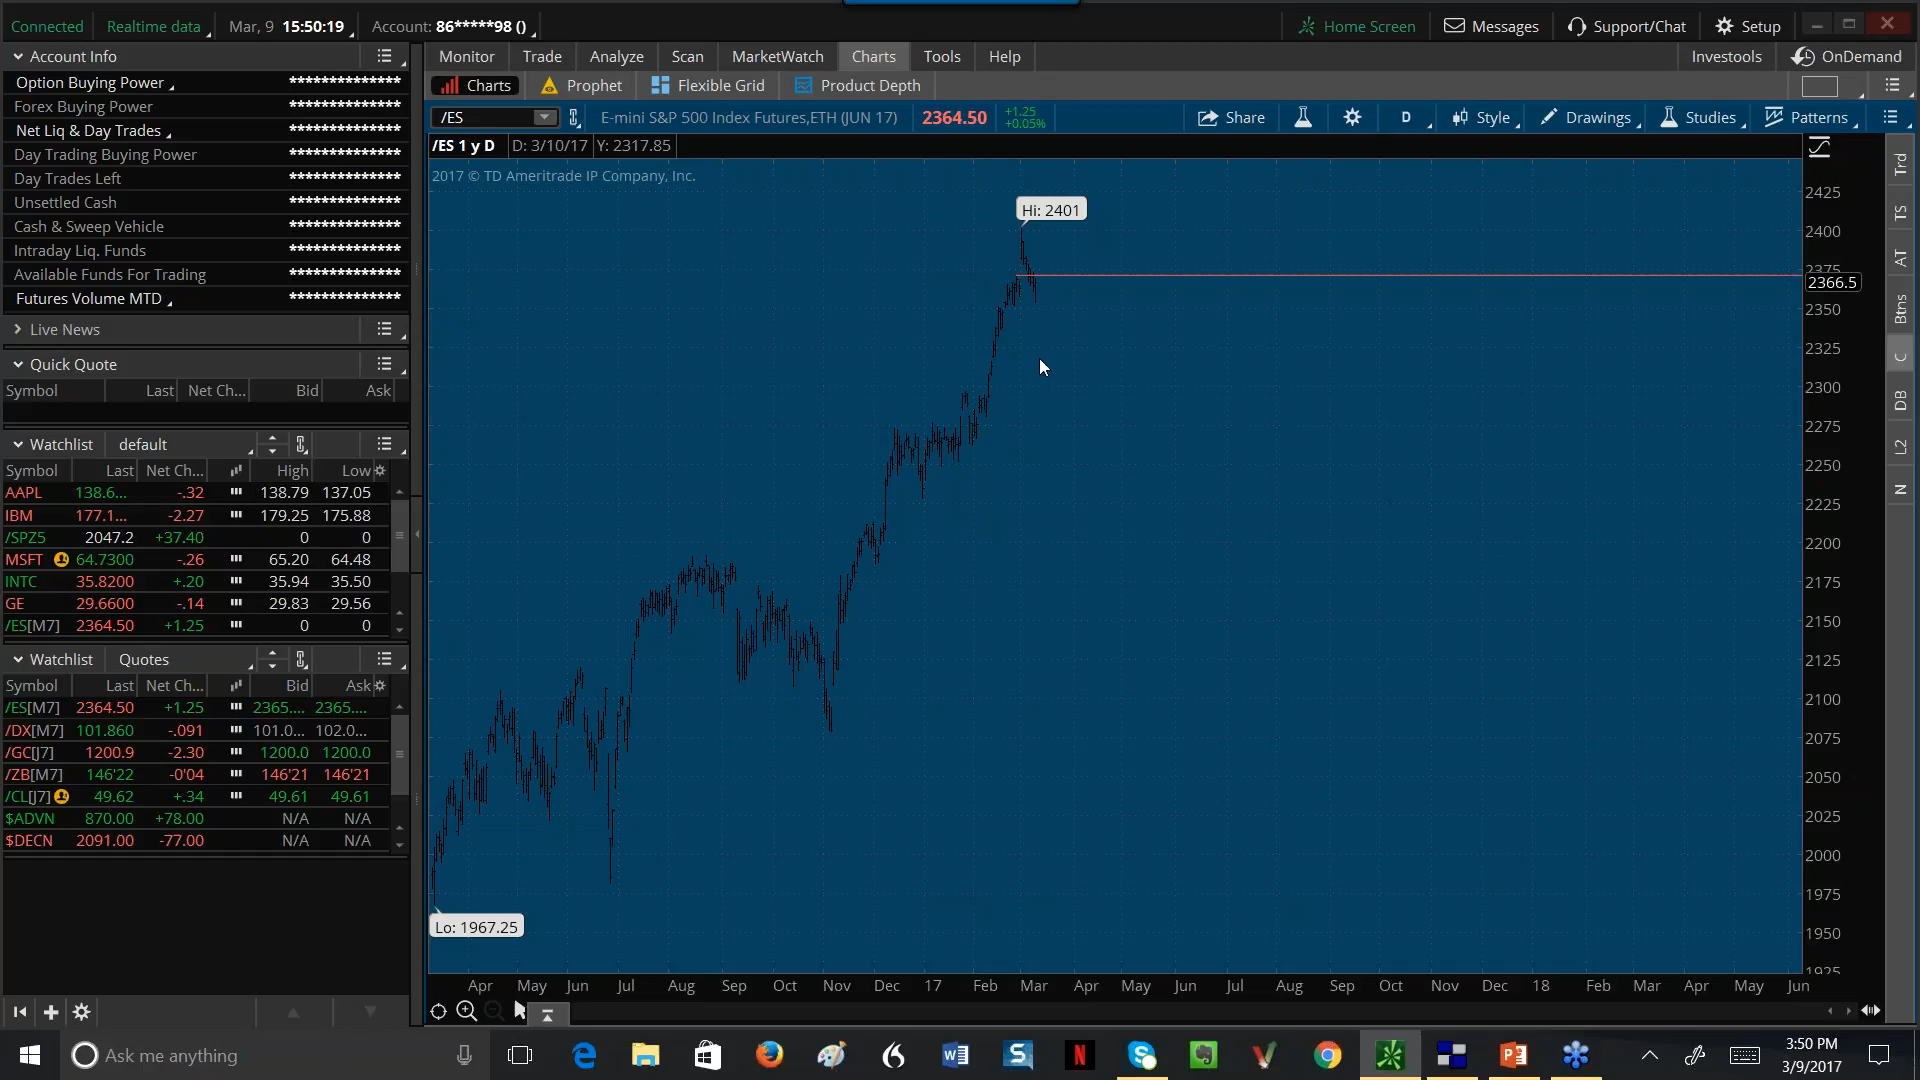 Connected Realtime data Mar, 9 15:50:19 Account: 86*****98 () Home Screen Messages Support/Chat Setup
Account Info
Option Buying Power **************
Forex Buying Power **************
Net Liq & Day Trades **************
Day Trading Buying Power **************
Day Trades Left **************
Unsettled Cash **************
Cash & Sweep Vehicle **************
Intraday Liq. Funds **************
Available Funds For Trading **************
Futures Volume MTD **************
Live News
Quick Quote
Symbol Last Net Ch... Bid Ask
Watchlist default
Symbol Last Net Ch... High Low
AAPL 138.6... -.32 138.79 137.05
IBM 177.1... -2.27 179.25 175.88
/SPZ5 2047.2 +37.40 0 0
MSFT 64.7300 -.26 65.20 64.48
INTC 35.8200 +.20 35.94 35.50
GE 29.6600 -.14 29.83 29.56
/ES[M7] 2364.50 +1.25 0 0
Watchlist Quotes
Symbol Last Net Ch... Bid Ask
/ES[M7] 2364.50 +1.25 2365.... 2365....
/DX[M7] 101.860 -.091 101.0... 102.0...
/GC[J7] 1200.9 -2.30 1200.0 1200.0
/ZB[M7] 146'22 -0'04 146'21 146'21
/CL[J7] 49.62 +.34 49.61 49.61
$ADVN 870.00 +78.00 N/A N/A
$DECN 2091.00 -77.00 N/A N/A
Monitor Trade Analyze Scan MarketWatch Charts Tools Help Investools OnDemand
Charts Prophet Flexible Grid Product Depth
/ES E-mini S&P 500 Index Futures,ETH (JUN 17) 2364.50 +1.25 Share D Style Drawings Studies Patterns
+0.05%
/ES 1 y D D: 3/10/17 Y: 2317.85
2017 © TD Ameritrade IP Company, Inc.
Hi: 2401
Lo: 1967.25
2425
2400
2375
2366.5
2350
2325
2300
2275
2250
2225
2200
2175
2150
2125
2100
2075
2050
2025
2000
1975
1950
1925
Trd
TS
AT
Btns
C
DB
L2
N
Apr May Jun Jul Aug Sep Oct Nov Dec 17 Feb Mar Apr May Jun Jul Aug Sep Oct Nov Dec 18 Feb Mar Apr May Jun
Ask me anything
3:50 PM
3/9/2017